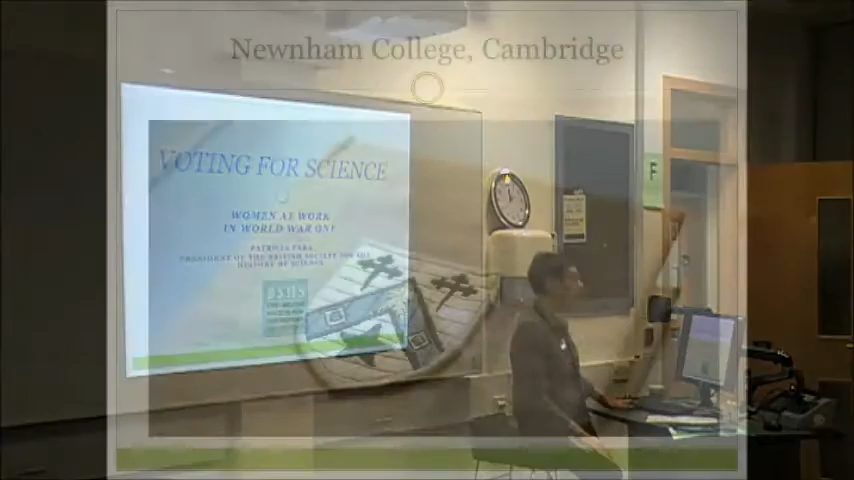 Newnham College, Cambridge
VOTING FOR SCIENCE
WOMEN AT WORK
IN WORLD WAR ONE
PATRICIA FARA
PRESIDENT OF THE BRITISH SOCIETY FOR THE
HISTORY OF SCIENCE
BSHS
F